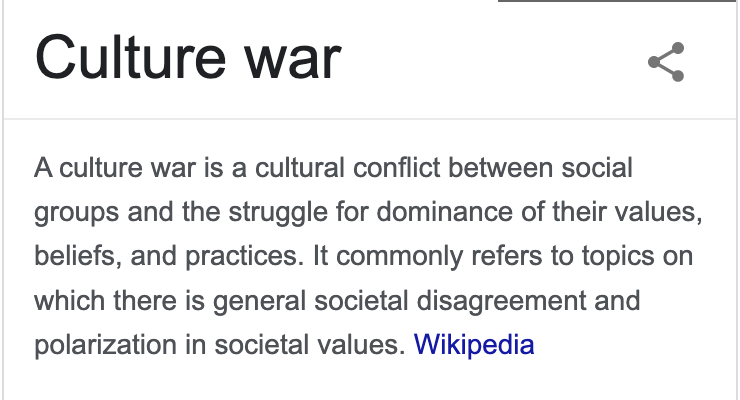 Culture war
A culture war is a cultural conflict between social
groups and the struggle for dominance of their values,
beliefs, and practices. It commonly refers to topics on
which there is general societal disagreement and
polarization in societal values. Wikipedia